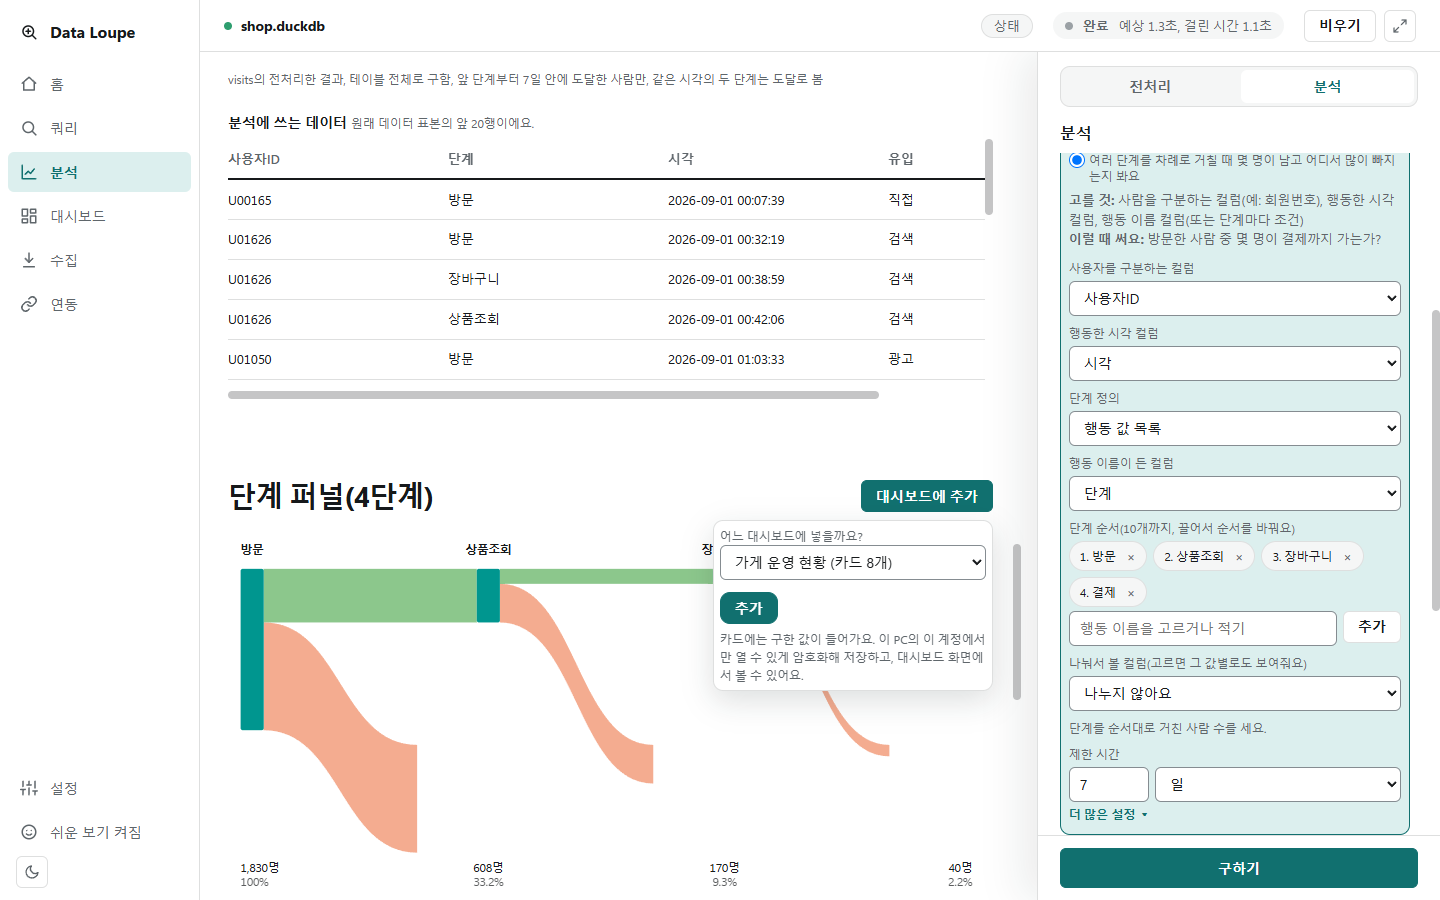 Data Loupe
홈
쿼리
분석
대시보드
수집
연동
설정
쉬운 보기 켜짐
shop.duckdb
상태
완료 예상 1.3초, 걸린 시간 1.1초
비우기
visits의 전처리한 결과, 테이블 전체로 구함, 앞 단계부터 7일 안에 도달한 사람만, 같은 시각의 두 단계는 도달로 봄
분석에 쓰는 데이터 원래 데이터 표본의 앞 20행이에요.
사용자ID 단계 시각 유입
U00165 방문 2026-09-01 00:07:39 직접
U01626 방문 2026-09-01 00:32:19 검색
U01626 장바구니 2026-09-01 00:38:59 검색
U01626 상품조회 2026-09-01 00:42:06 검색
U01050 방문 2026-09-01 01:03:33 광고
단계 퍼널(4단계)
대시보드에 추가
방문 상품조회 장
어느 대시보드에 넣을까요?
가게 운영 현황 (카드 8개)
추가
카드에는 구한 값이 들어가요. 이 PC의 이 계정에서
만 열 수 있게 암호화해 저장하고, 대시보드 화면에
서 볼 수 있어요.
1,830명 608명 170명 40명
100% 33.2% 9.3% 2.2%
전처리
분석
분석
여러 단계를 차례로 거칠 때 몇 명이 남고 어디서 많이 빠지
는지 봐요
고를 것: 사람을 구분하는 컬럼(예: 회원번호), 행동한 시각
컬럼, 행동 이름 컬럼(또는 단계마다 조건)
이럴 때 써요: 방문한 사람 중 몇 명이 결제까지 가는가?
사용자를 구분하는 컬럼
사용자ID
행동한 시각 컬럼
시각
단계 정의
행동 값 목록
행동 이름이 든 컬럼
단계
단계 순서(10개까지, 끌어서 순서를 바꿔요)
1. 방문 × 2. 상품조회 × 3. 장바구니 ×
4. 결제 ×
행동 이름을 고르거나 적기 추가
나눠서 볼 컬럼(고르면 그 값별로도 보여줘요)
나누지 않아요
단계를 순서대로 거친 사람 수를 세요.
제한 시간
7 일
더 많은 설정
구하기